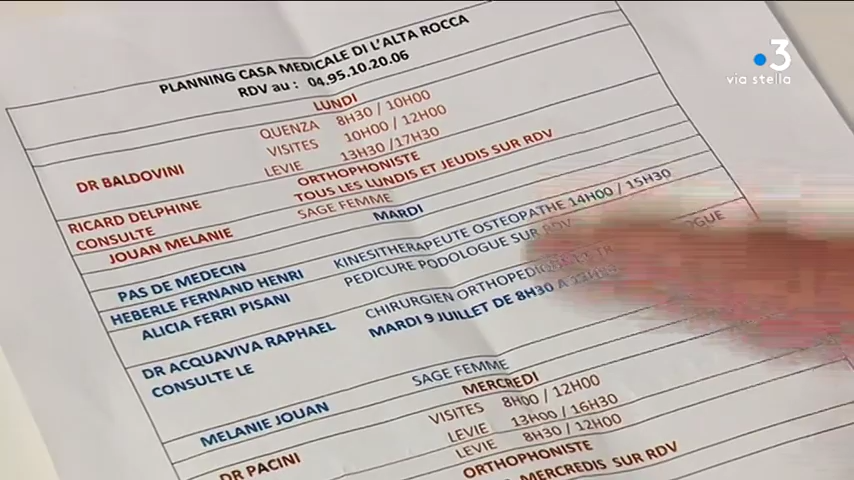 3
via stella
PLANNING CASA MEDICALE DI L'ALTA ROCCA
RDV au : 04.95.10.20.06
LUNDI
DR BALDOVINI
QUENZA 8H30 / 10H00
VISITES 10H00 / 12H00
LEVIE 13H30 /17H30
RICARD DELPHINE
CONSULTE
ORTHOPHONISTE
TOUS LES LUNDIS ET JEUDIS SUR RDV
JOUAN MELANIE SAGE FEMME
MARDI
PAS DE MEDECIN
HEBERLE FERNAND HENRI KINESITHERAPEUTE OSTEOPATHE 14H00 / 15H30
ALICIA FERRI PISANI PEDICURE PODOLOGUE SUR RDV
DR ACQUAVIVA RAPHAEL
CONSULTE LE
CHIRURGIEN ORTHOPEDIQUE ET
MARDI 9 JUILLET DE 8H30 A
MELANIE JOUAN SAGE FEMME
MERCREDI
DR PACINI
VISITES 8H00 / 12H00
LEVIE 13H00 / 16H30
LEVIE 8H30 / 12H00
ORTHOPHONISTE
MERCREDIS SUR RDV